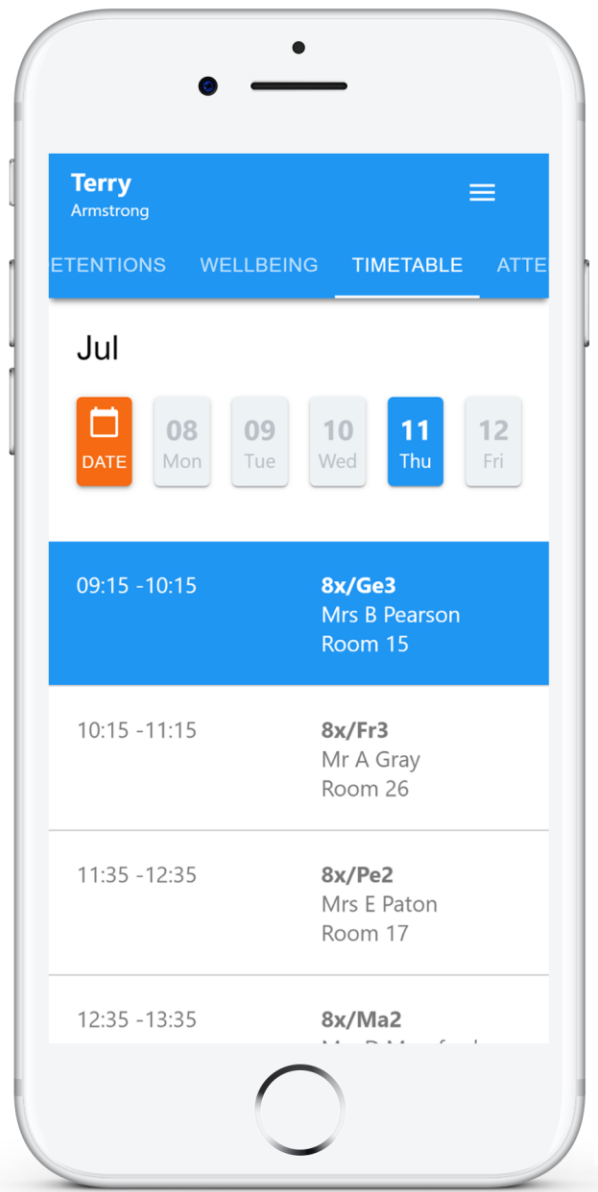 Terry
Armstrong
ETENTIONS WELLBEING TIMETABLE ATTE
Jul
DATE 08 Mon 09 Tue 10 Wed 11 Thu 12 Fri
09:15 -10:15 8x/Ge3
Mrs B Pearson
Room 15
10:15 -11:15 8x/Fr3
Mr A Gray
Room 26
11:35 -12:35 8x/Pe2
Mrs E Paton
Room 17
12:35 -13:35 8x/Ma2